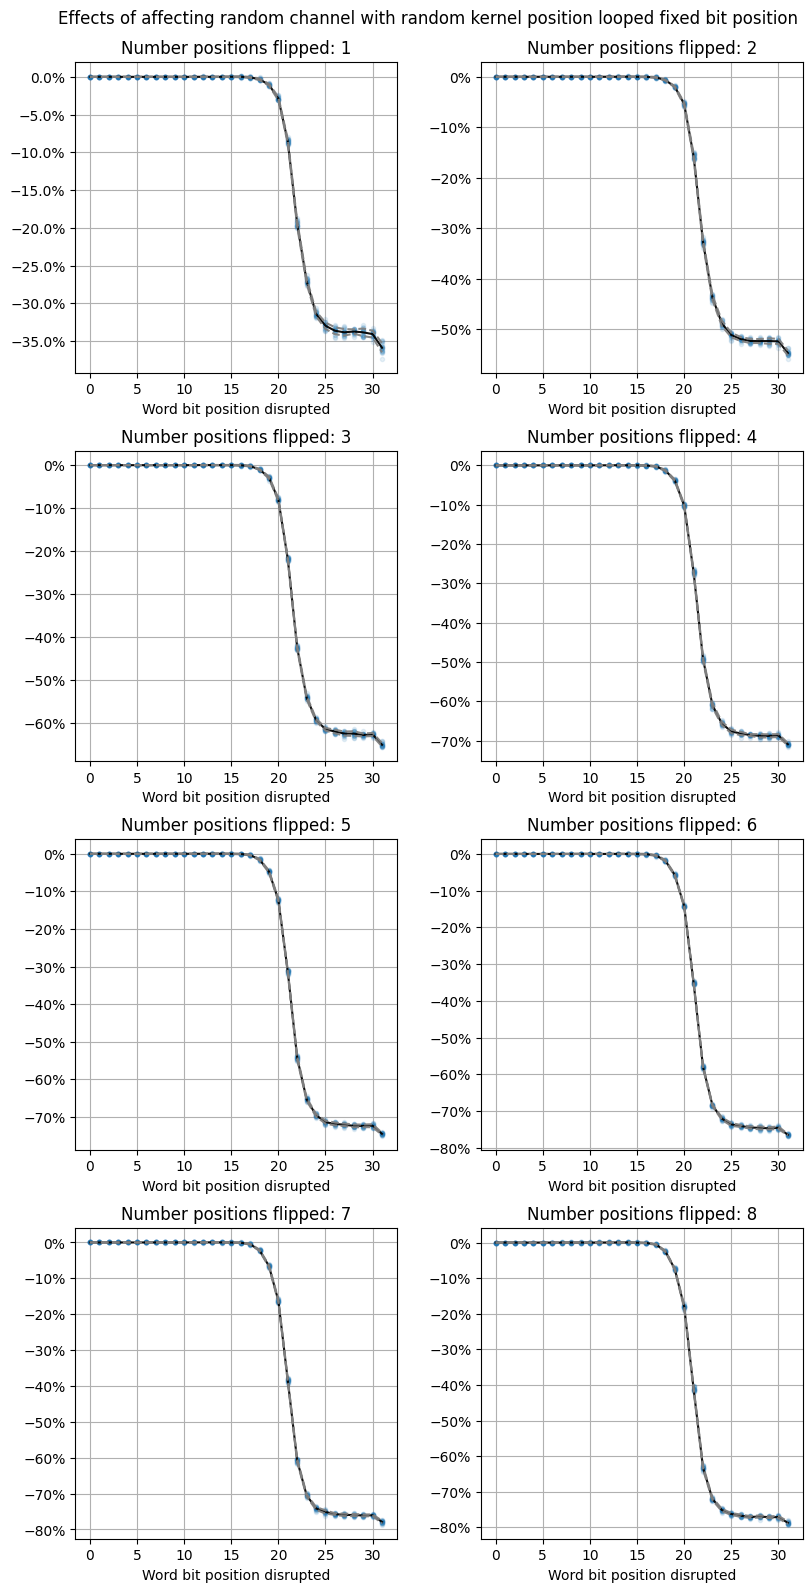 Effects of affecting random channel with random kernel position looped fixed bit position
Number positions flipped: 1
0.0%
−5.0%
−10.0%
−15.0%
−20.0%
−25.0%
−30.0%
−35.0%
0 5 10 15 20 25 30
Word bit position disrupted
Number positions flipped: 2
0%
−10%
−20%
−30%
−40%
−50%
0 5 10 15 20 25 30
Word bit position disrupted
Number positions flipped: 3
0%
−10%
−20%
−30%
−40%
−50%
−60%
0 5 10 15 20 25 30
Word bit position disrupted
Number positions flipped: 4
0%
−10%
−20%
−30%
−40%
−50%
−60%
−70%
0 5 10 15 20 25 30
Word bit position disrupted
Number positions flipped: 5
0%
−10%
−20%
−30%
−40%
−50%
−60%
−70%
0 5 10 15 20 25 30
Word bit position disrupted
Number positions flipped: 6
0%
−10%
−20%
−30%
−40%
−50%
−60%
−70%
−80%
0 5 10 15 20 25 30
Word bit position disrupted
Number positions flipped: 7
0%
−10%
−20%
−30%
−40%
−50%
−60%
−70%
−80%
0 5 10 15 20 25 30
Word bit position disrupted
Number positions flipped: 8
0%
−10%
−20%
−30%
−40%
−50%
−60%
−70%
−80%
0 5 10 15 20 25 30
Word bit position disrupted